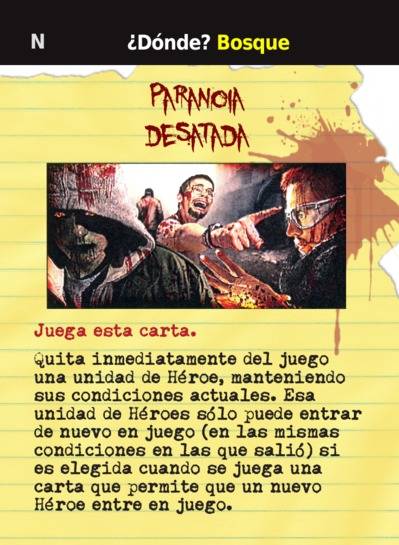 N
¿Dónde? Bosque
PARANOIA
DESATADA
Juega esta carta.
Quita inmediatamente del juego
una unidad de Héroe, manteniendo
sus condiciones actuales. Esa
unidad de Héroes sólo puede entrar
de nuevo en juego (en las mismas
condiciones en las que salió) si
es elegida cuando se juega una
carta que permite que un nuevo
Héroe entre en juego.